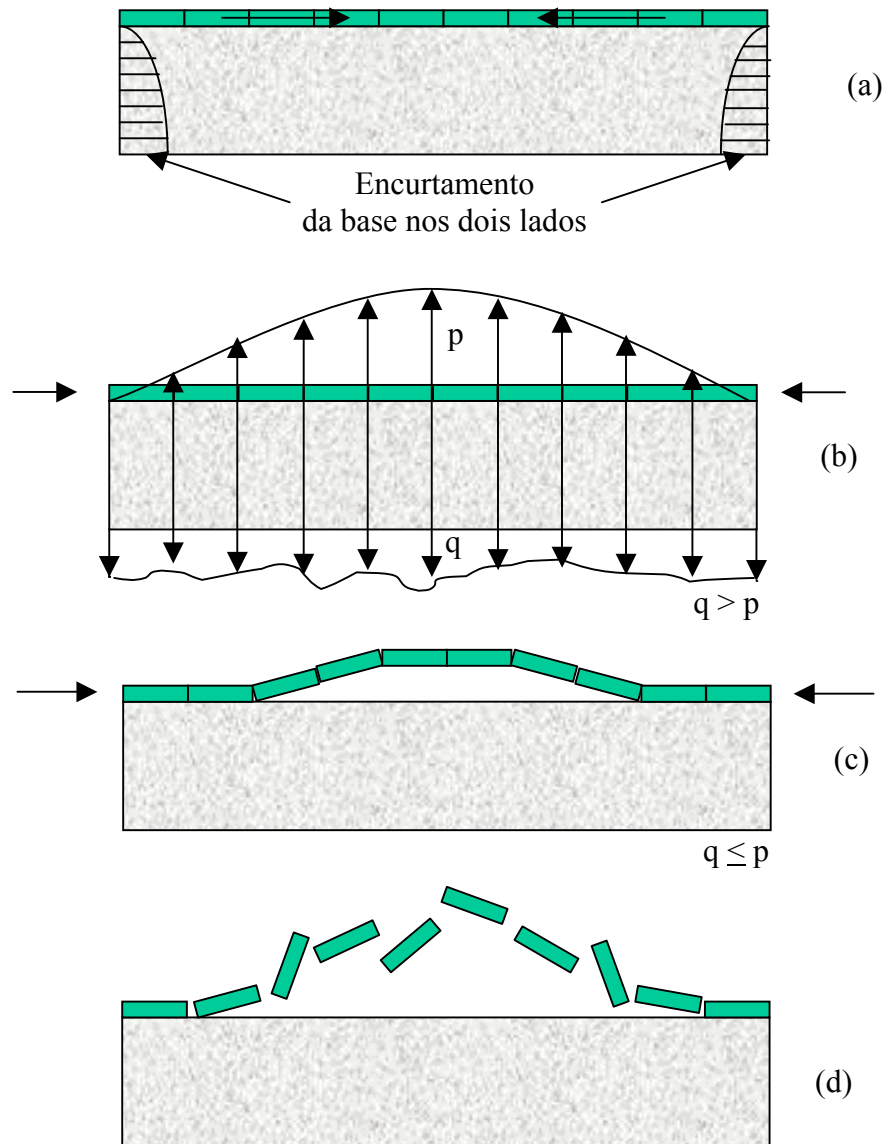 (a)
Encurtamento
da base nos dois lados
p
(b)
q
q > p
(c)
q ≤ p
(d)